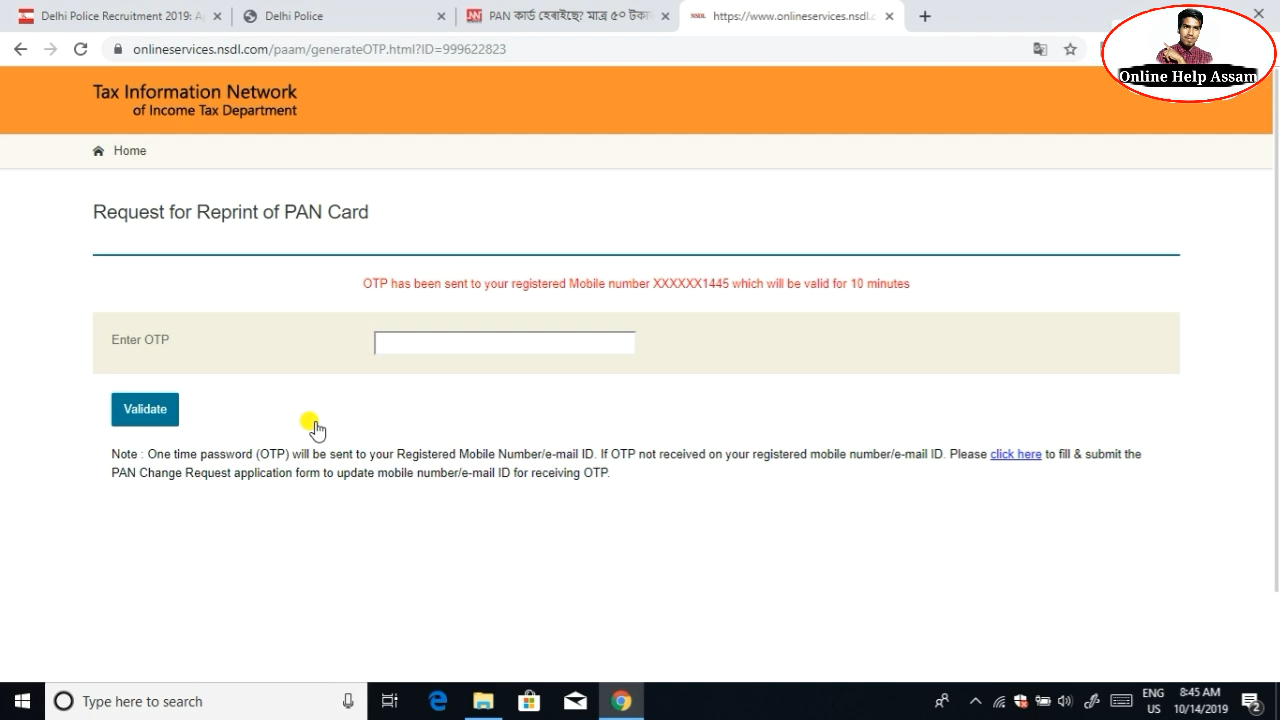 Delhi Police Recruitment 2019: A
Delhi Police
PAN কার্ড হেৰাইছে? মাত্ৰ ৫০ টকা
NSDL https://www.onlineservices.nsdl.c
onlineservices.nsdl.com/paam/generateOTP.html?ID=999622823
Online Help Assam
Tax Information Network
of Income Tax Department
Home
Request for Reprint of PAN Card
OTP has been sent to your registered Mobile number XXXXXX1445 which will be valid for 10 minutes
Enter OTP
Validate
Note : One time password (OTP) will be sent to your Registered Mobile Number/e-mail ID. If OTP not received on your registered mobile number/e-mail ID. Please click here to fill & submit the
PAN Change Request application form to update mobile number/e-mail ID for receiving OTP.
Type here to search
ENG
US
8:45 AM
10/14/2019
2